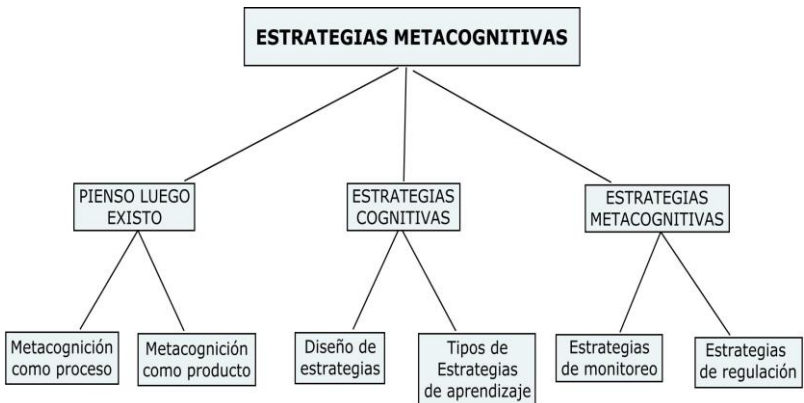 ESTRATEGIAS METACOGNITIVAS
PIENSO LUEGO
EXISTO
ESTRATEGIAS
COGNITIVAS
ESTRATEGIAS
METACOGNITIVAS
Metacognición
como proceso
Metacognición
como producto
Diseño de
estrategias
Tipos de
Estrategias
de aprendizaje
Estrategias
de monitoreo
Estrategias
de regulación